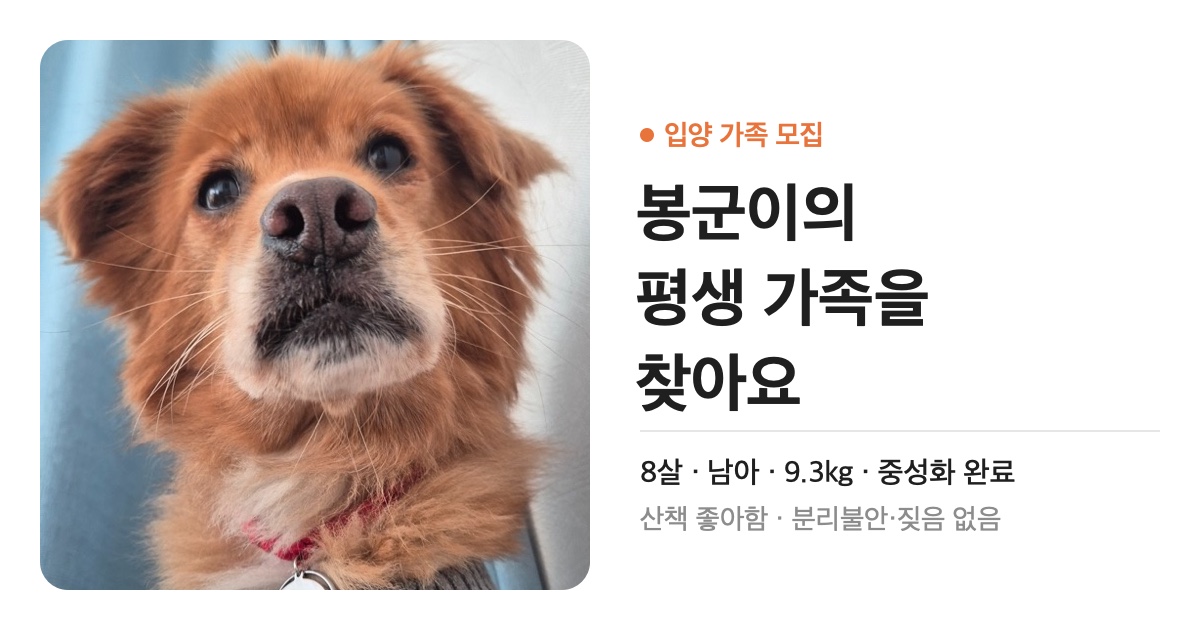 입양 가족 모집
봉군이의
평생 가족을
찾아요
8살 · 남아 · 9.3kg · 중성화 완료
산책 좋아함 · 분리불안·짖음 없음